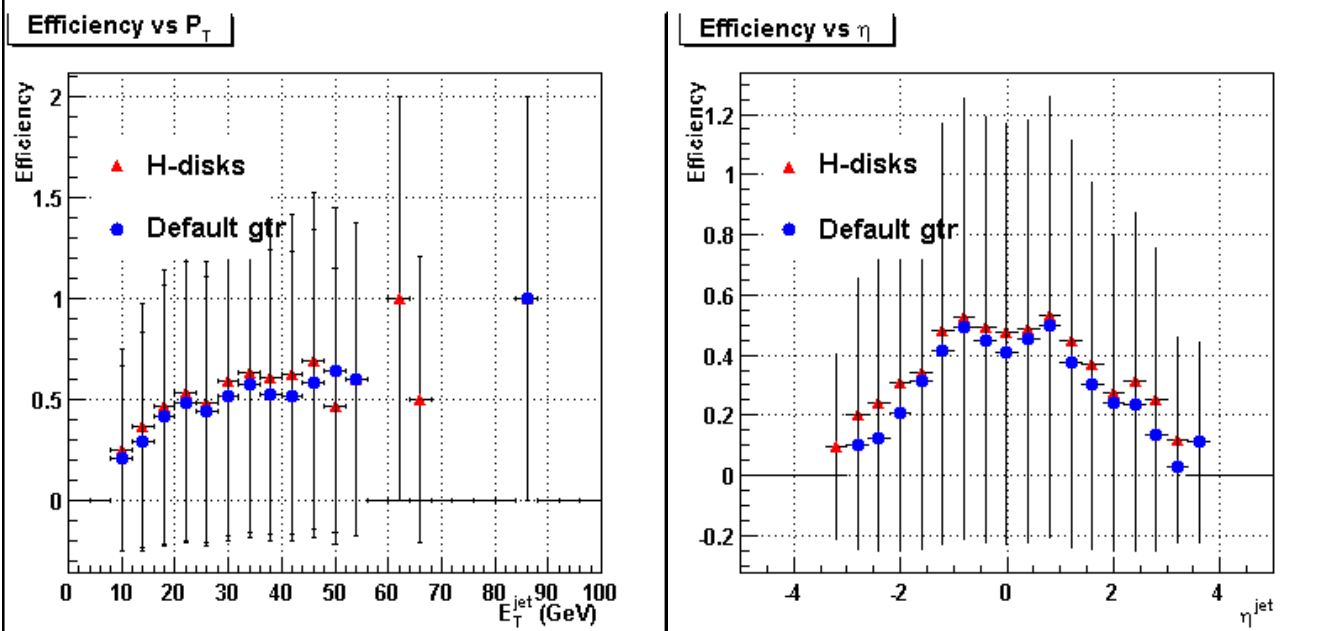 Efficiency vs P_T
Efficiency
2
1.5
1
0.5
0
H-disks
Default gtr
0 10 20 30 40 50 60 70 80 90 100
E_T^jet (GeV)
Efficiency vs η
Efficiency
1.2
1
0.8
0.6
0.4
0.2
0
-0.2
H-disks
Default gtr
-4 -2 0 2 4
η^jet